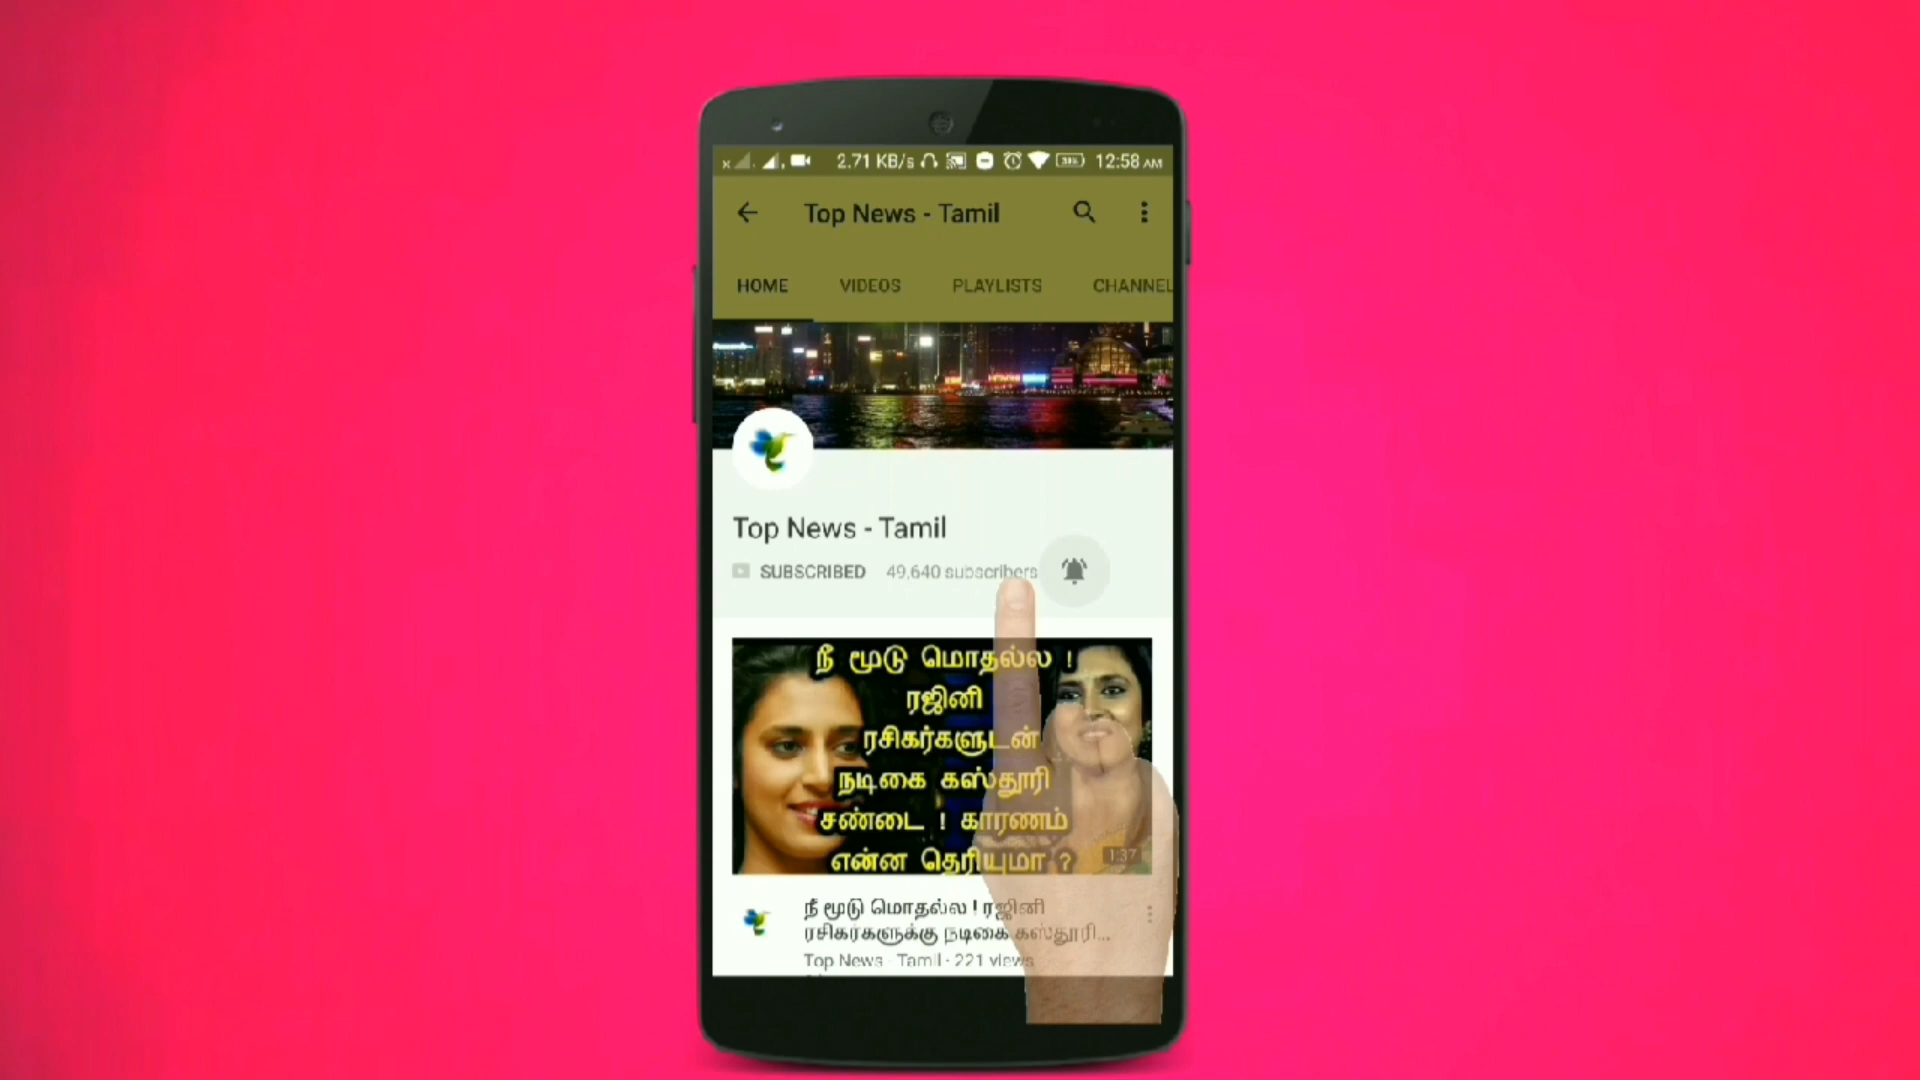 2.71 KB/s 12:58 AM
Top News - Tamil
HOME VIDEOS PLAYLISTS CHANNEL
Top News - Tamil
SUBSCRIBED 49,640 subscribers
நீ மூடு மொதல்ல !
ரஜினி
ரசிகர்களுடன்
நடிகை கஸ்தூரி
சண்டை ! காரணம்
என்ன தெரியுமா ?
1:37
நீ மூடு மொதல்ல ! ரஜினி
ரசிகர்களுக்கு நடிகை கஸ்தூரி...
Top News - Tamil · 221 views